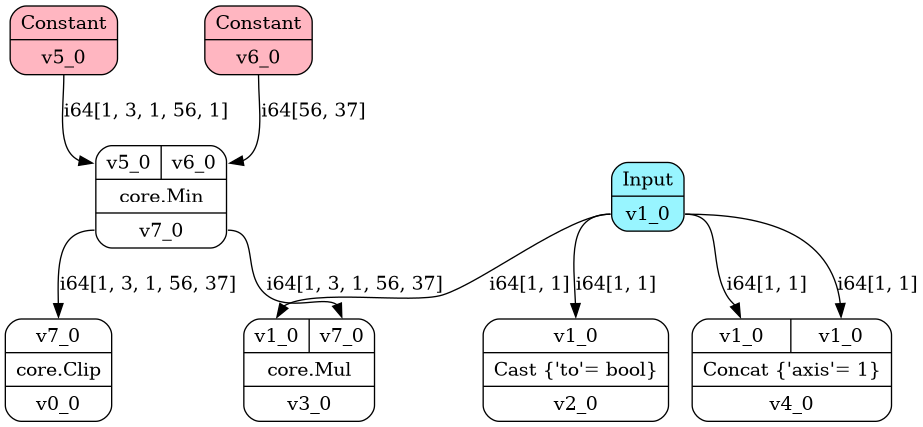 Constant
v5_0
Constant
v6_0
i64[1, 3, 1, 56, 1]
i64[56, 37]
v5_0
v6_0
core.Min
v7_0
Input
v1_0
i64[1, 3, 1, 56, 37]
i64[1, 3, 1, 56, 37]
i64[1, 1]
i64[1, 1]
i64[1, 1]
i64[1, 1]
v7_0
core.Clip
v0_0
v1_0
v7_0
core.Mul
v3_0
v1_0
Cast {'to'= bool}
v2_0
v1_0
v1_0
Concat {'axis'= 1}
v4_0